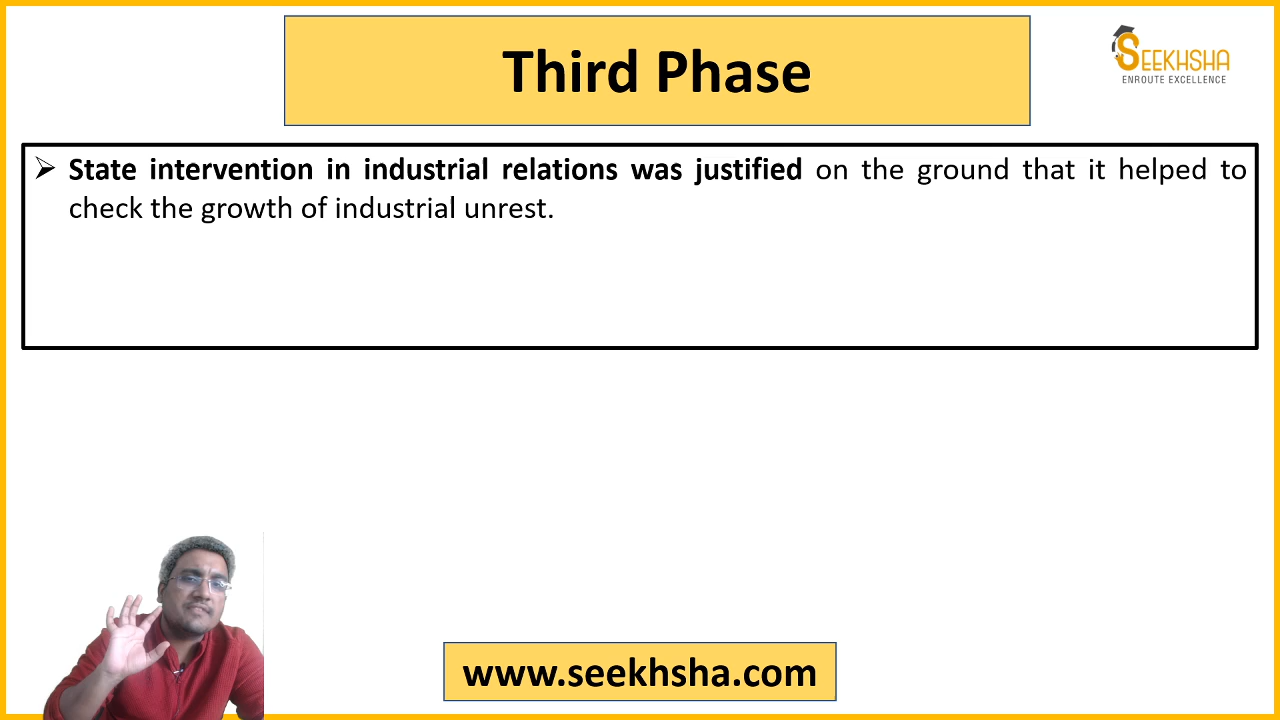 Third Phase
SEEKHSHA
ENROUTE EXCELLENCE
➢ State intervention in industrial relations was justified on the ground that it helped to
check the growth of industrial unrest.
www.seekhsha.com